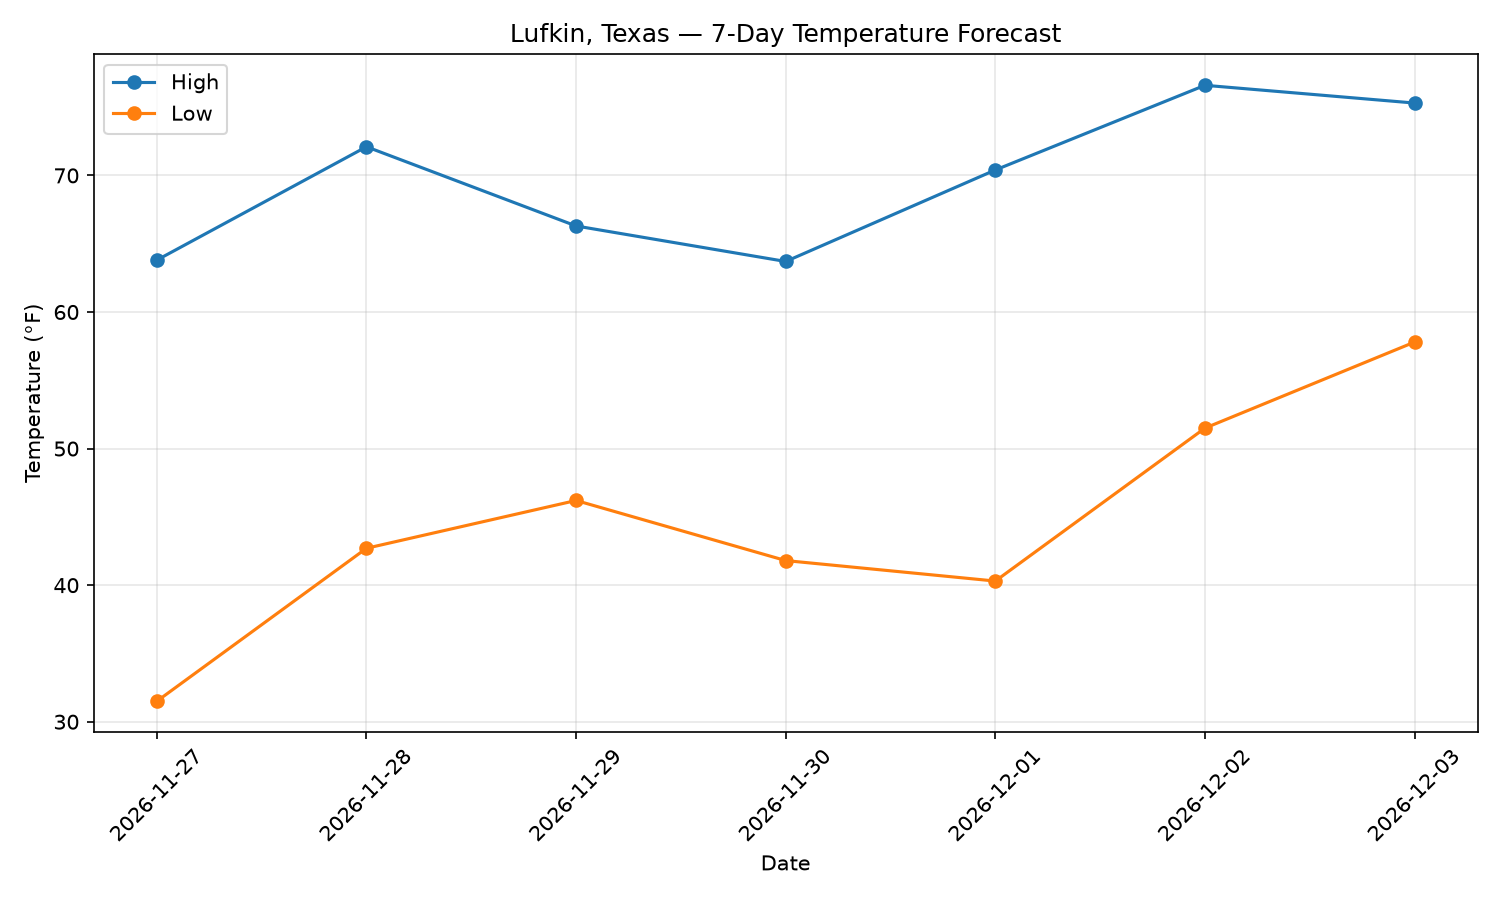 Lufkin, Texas — 7-Day Temperature Forecast
High
Low
Temperature (°F)
70
60
50
40
30
2026-11-27
2026-11-28
2026-11-29
2026-11-30
2026-12-01
2026-12-02
2026-12-03
Date